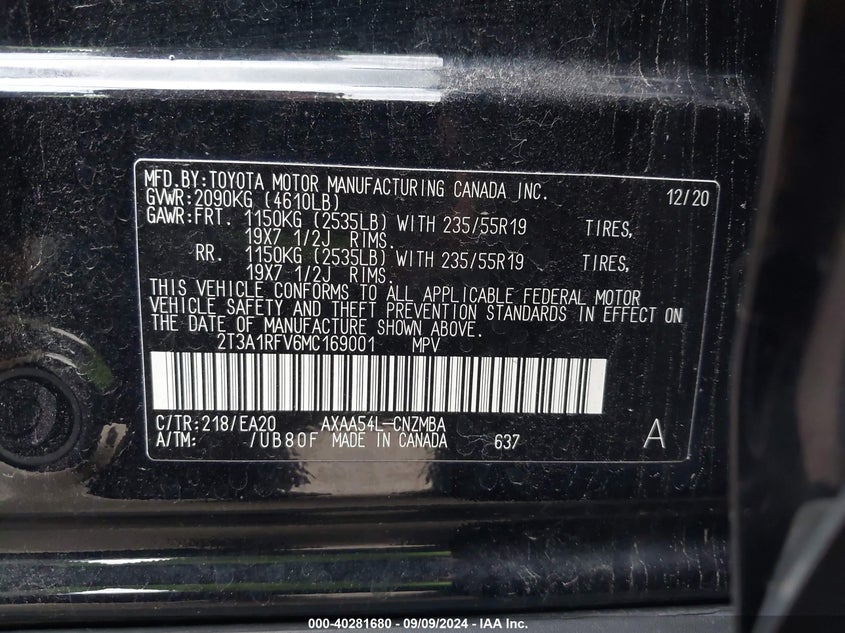 MFD.BY:TOYOTA MOTOR MANUFACTURING CANADA INC. 12/20
GVWR:2090KG (4610LB)
GAWR:FRT. 1150KG (2535LB) WITH 235/55R19 TIRES,
19X7 1/2J RIMS.
RR. 1150KG (2535LB) WITH 235/55R19 TIRES,
19X7 1/2J RIMS.
THIS VEHICLE CONFORMS TO ALL APPLICABLE FEDERAL MOTOR
VEHICLE SAFETY AND THEFT PREVENTION STANDARDS IN EFFECT ON
THE DATE OF MANUFACTURE SHOWN ABOVE.
2T3A1RFV6MC169001 MPV
C/TR:218/EA20 AXAA54L-CNZMBA
A/TM: /UB80F MADE IN CANADA 637 A
000-40281680 - 09/09/2024 - IAA Inc.